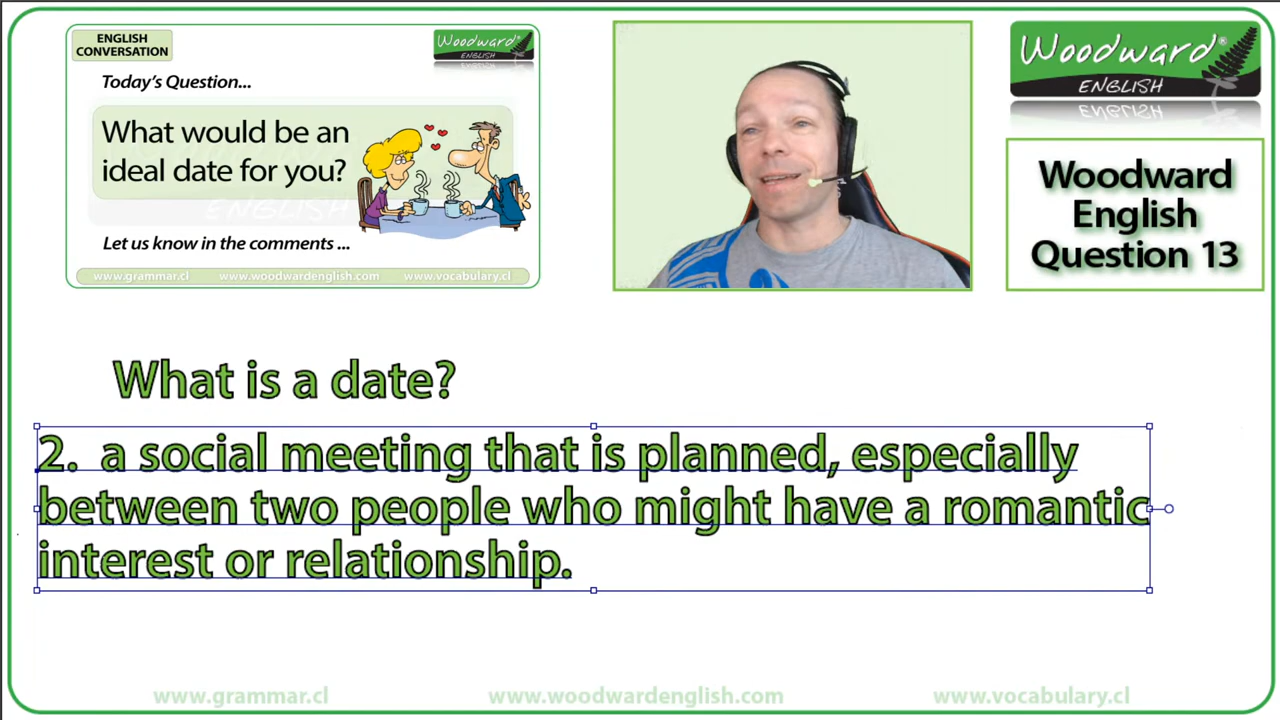 ENGLISH
CONVERSATION
Woodward
ENGLISH
Today's Question...
What would be an
ideal date for you?
Let us know in the comments ...
www.grammar.cl www.woodwardenglish.com www.vocabulary.cl
Woodward®
ENGLISH
Woodward
English
Question 13
What is a date?
2. a social meeting that is planned, especially
between two people who might have a romantic
interest or relationship.
www.grammar.cl www.woodwardenglish.com www.vocabulary.cl